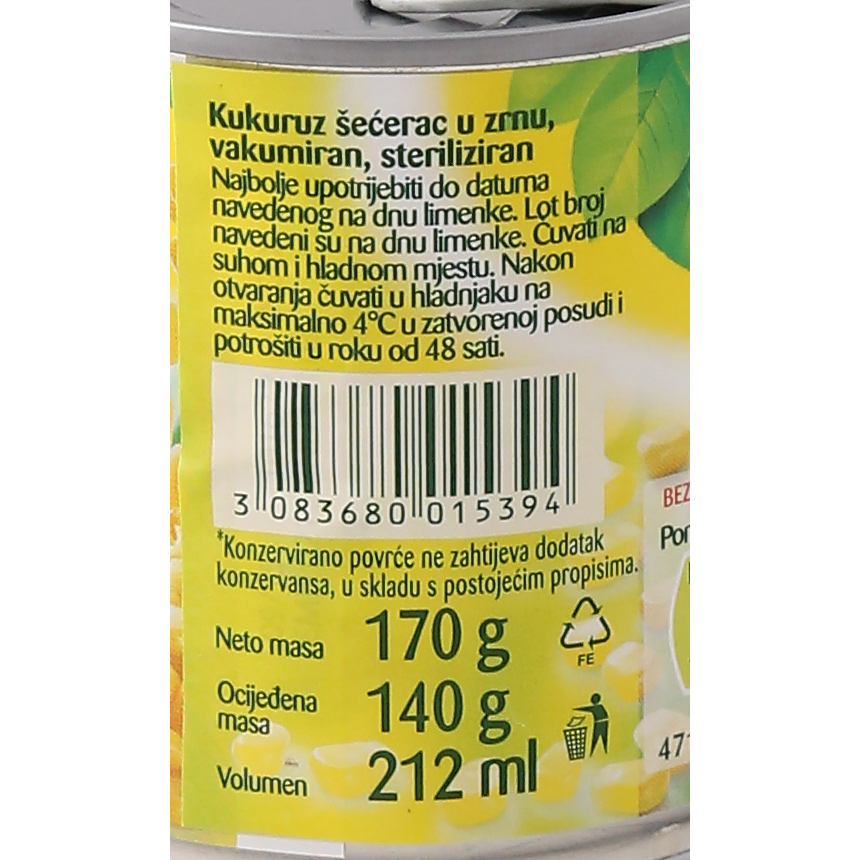 Kukuruz šećerac u zrnu,
vakumiran, steriliziran
Najbolje upotrijebiti do datuma
navedenog na dnu limenke. Lot broj
navedeni su na dnu limenke. Čuvati na
suhom i hladnom mjestu. Nakon
otvaranja čuvati u hladnjaku na
maksimalno 4°C u zatvorenoj posudi i
potrošiti u roku od 48 sati.
3 083680 015394
*Konzervirano povrće ne zahtijeva dodatak
konzervansa, u skladu s postojećim propisima.
Neto masa 170 g
FE
Ocijeđena
masa 140 g
Volumen 212 ml
BEZ